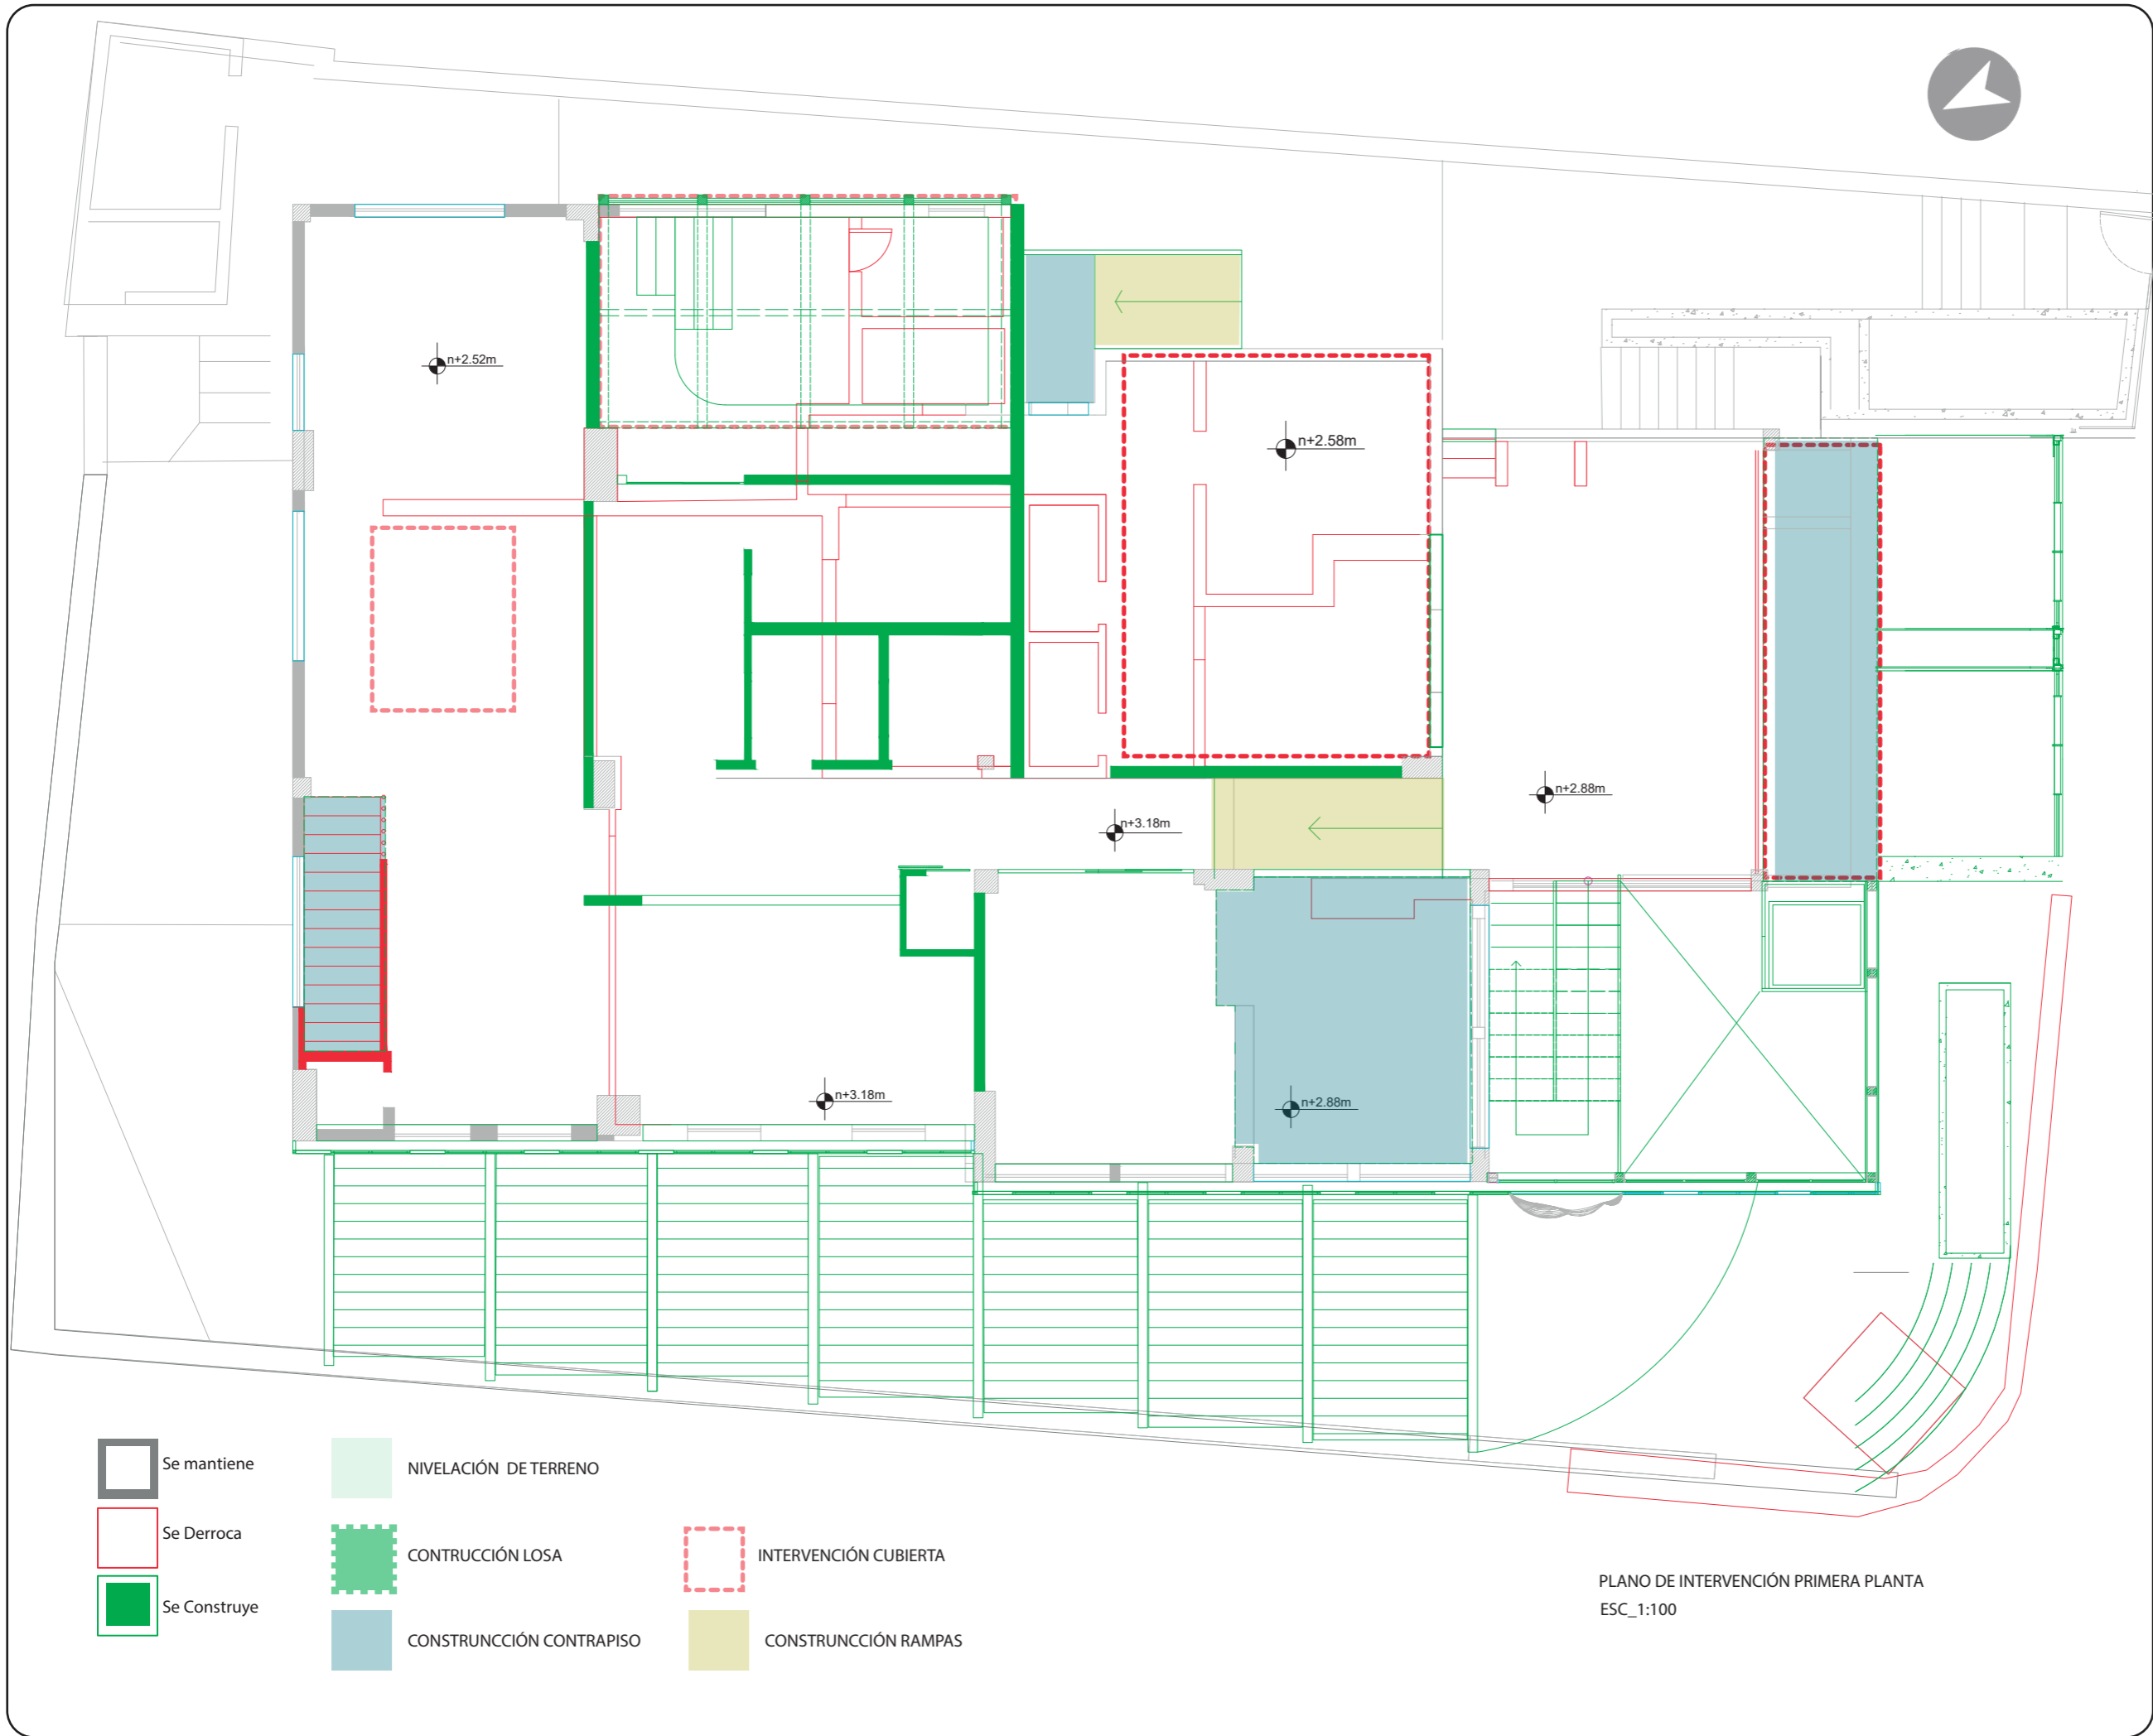 n+2.52m
n+2.58m
n+2.88m
n+3.18m
n+3.18m
n+2.88m
Se mantiene
NIVELACIÓN DE TERRENO
Se Derroca
CONTRUCCIÓN LOSA
INTERVENCIÓN CUBIERTA
Se Construye
CONSTRUNCCIÓN CONTRAPISO
CONSTRUNCCIÓN RAMPAS
PLANO DE INTERVENCIÓN PRIMERA PLANTA
ESC_1:100